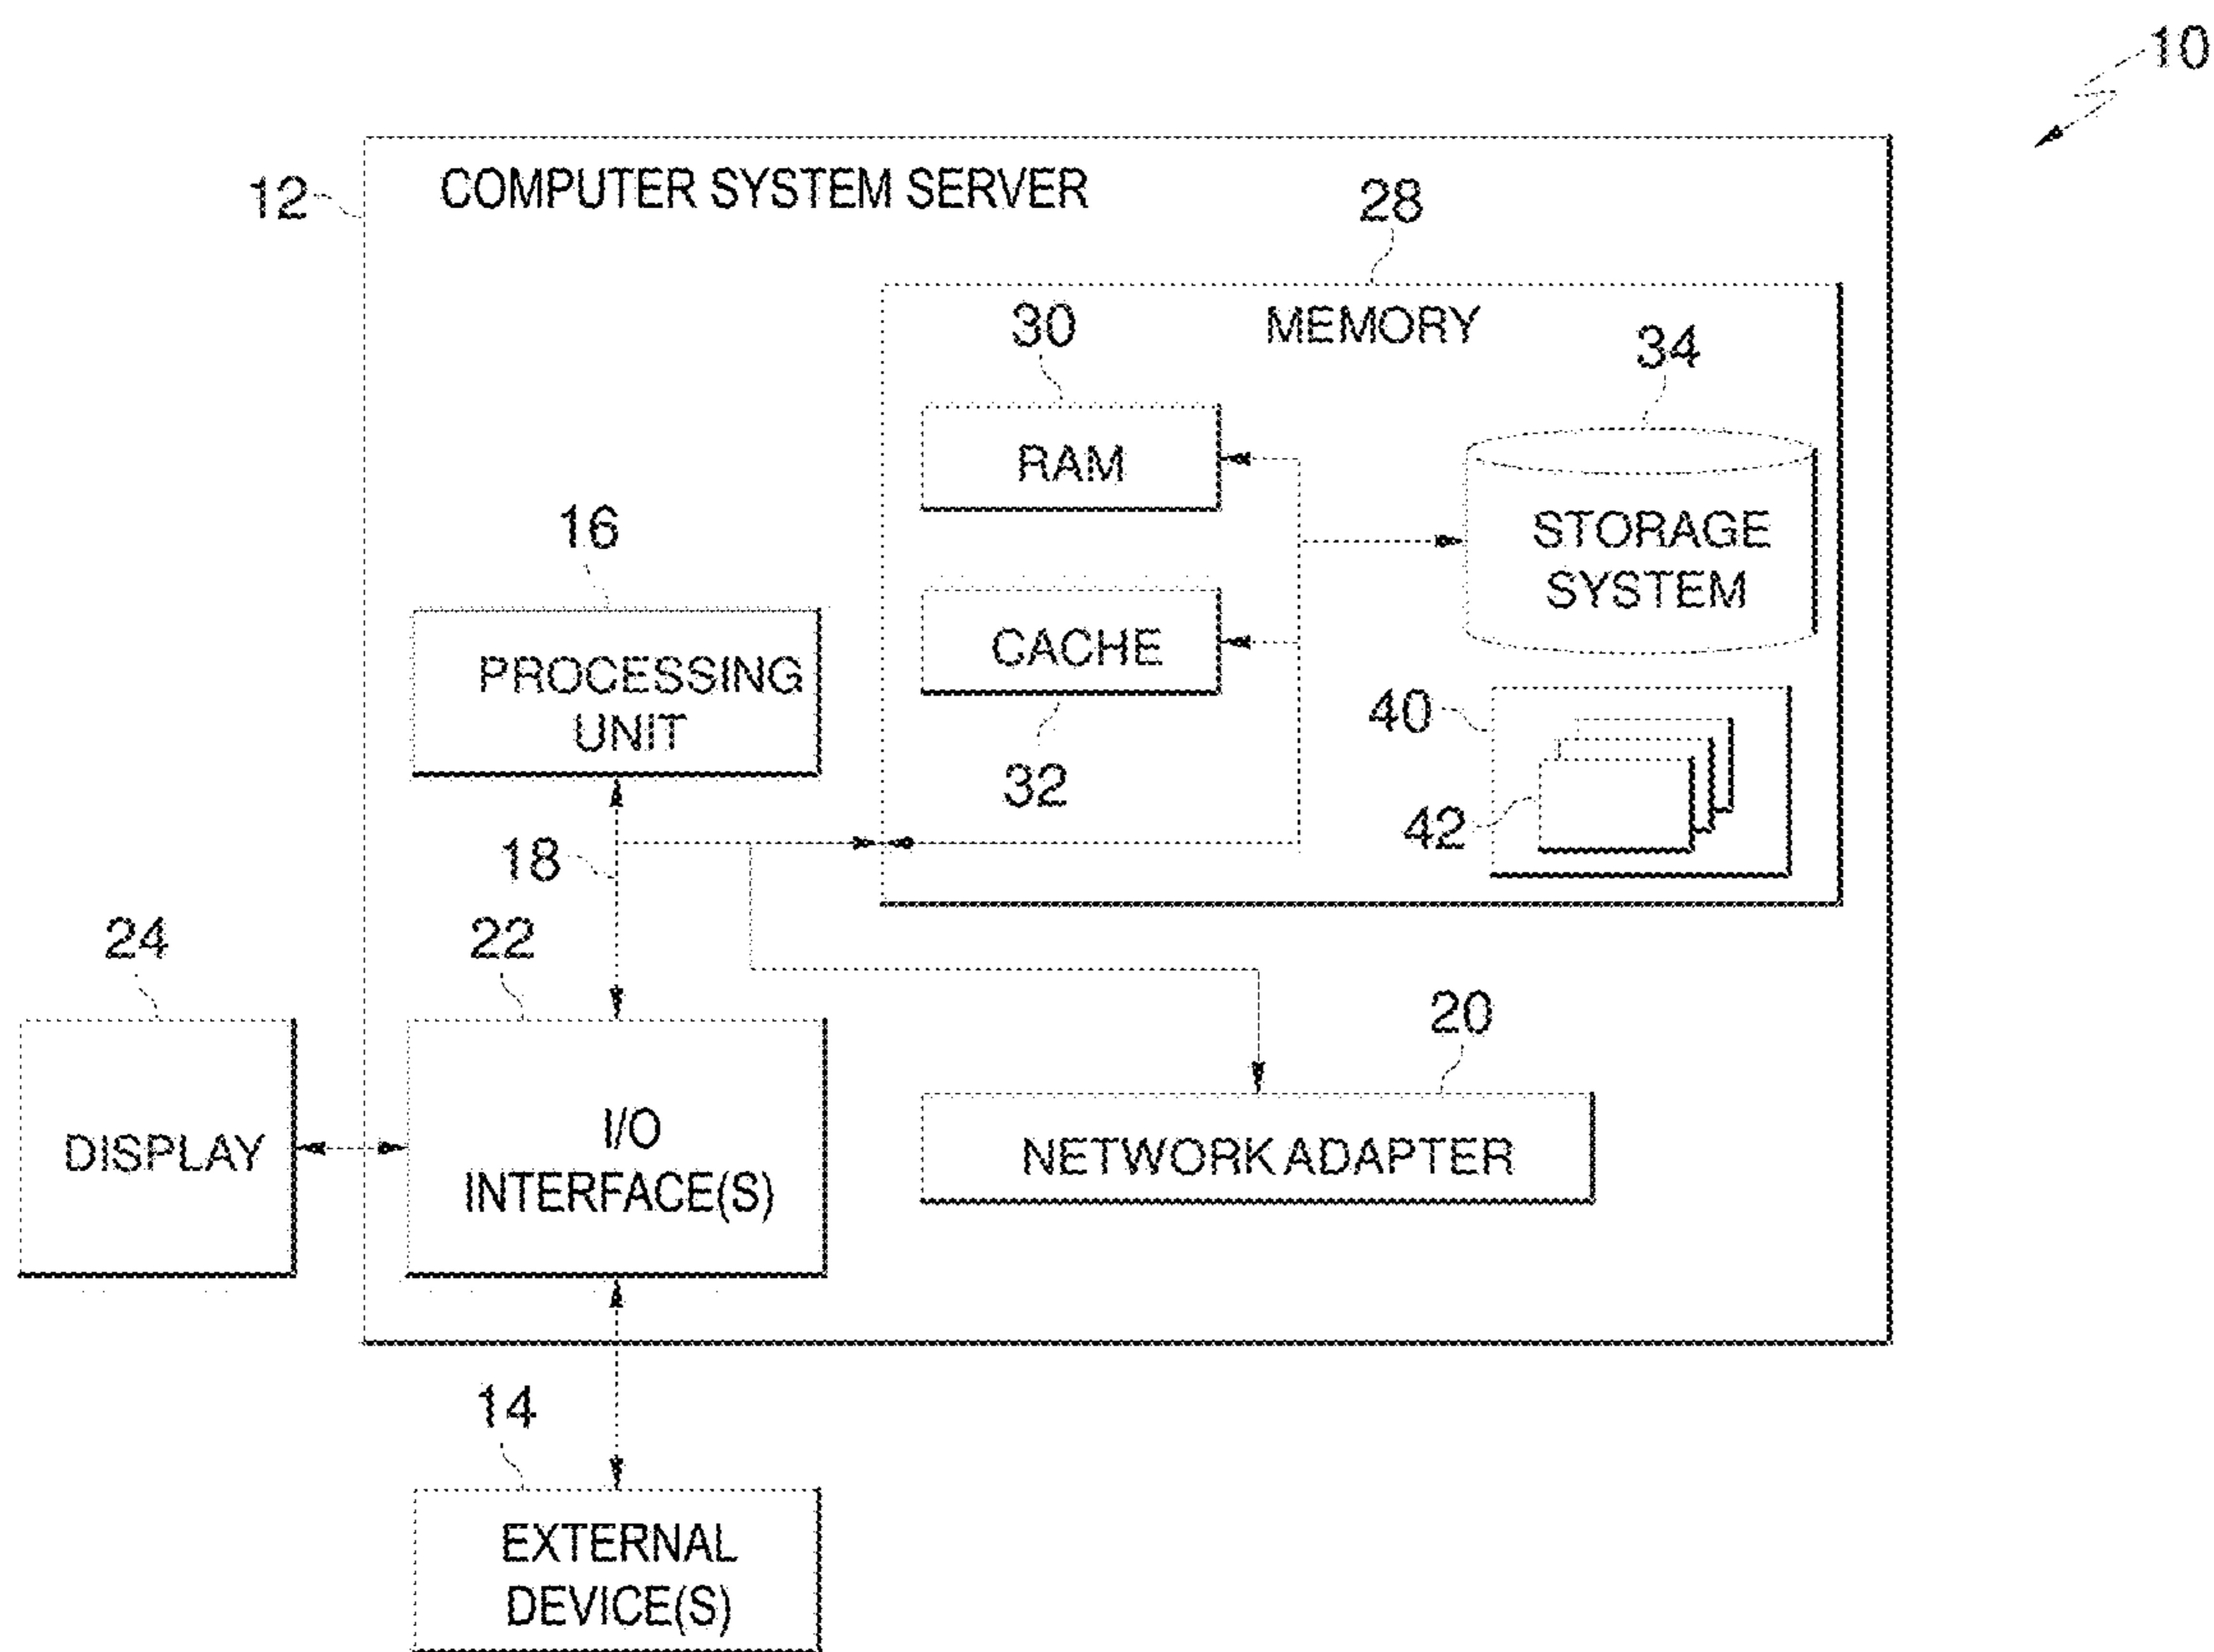 10
12
COMPUTER SYSTEM SERVER
28
MEMORY
30
34
RAM
STORAGE
SYSTEM
16
CACHE
PROCESSING
UNIT
32
40
42
18
24
22
20
DISPLAY
I/O
INTERFACE(S)
NETWORK ADAPTER
14
EXTERNAL
DEVICE(S)